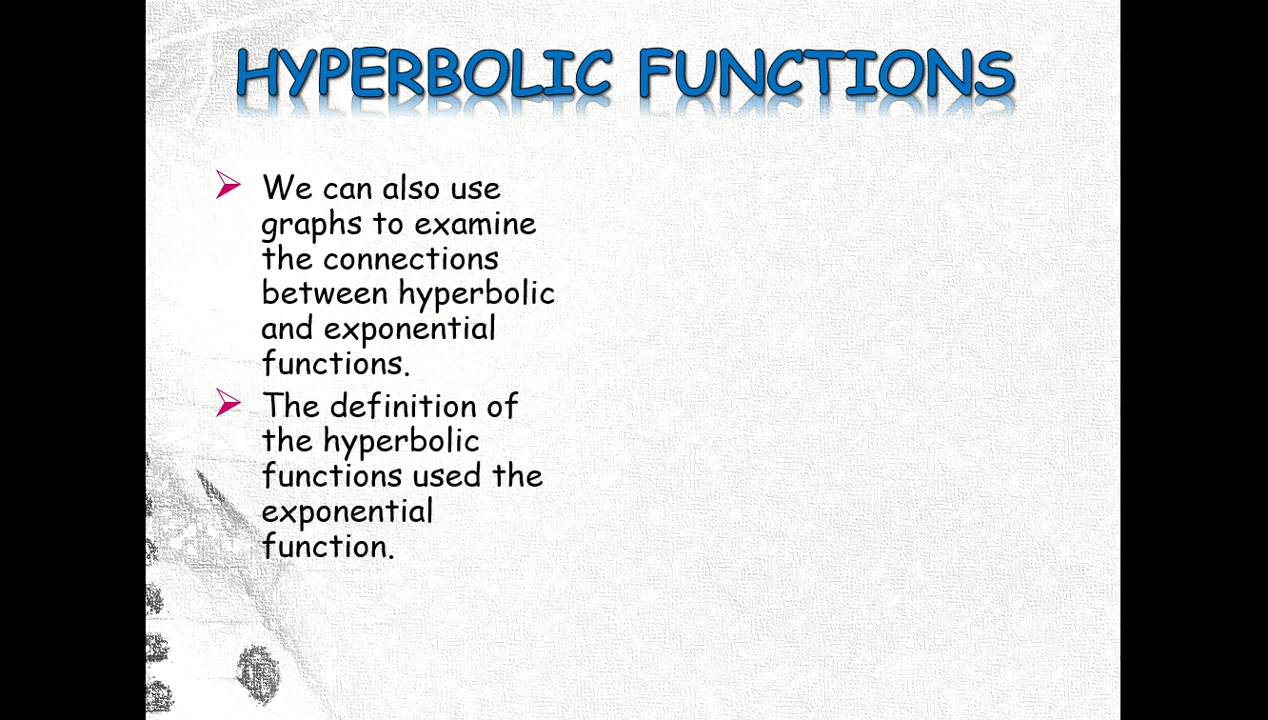 HYPERBOLIC FUNCTIONS
We can also use
graphs to examine
the connections
between hyperbolic
and exponential
functions.
The definition of
the hyperbolic
functions used the
exponential
function.